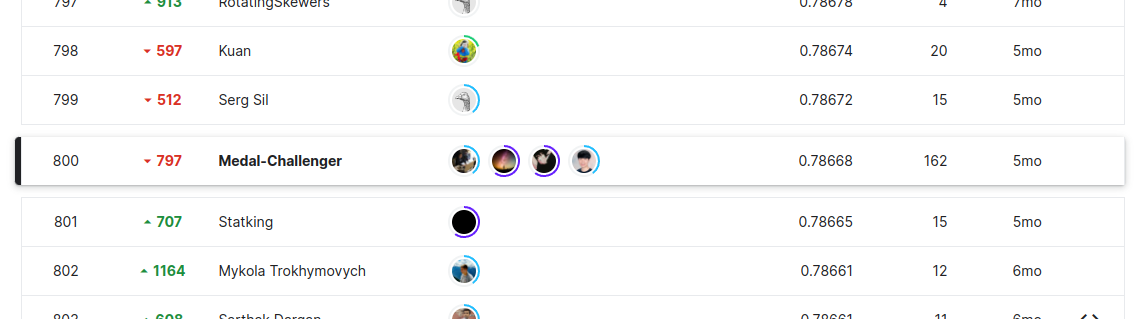 797 913 RotatingSkewers 0.78678 4 7mo
798 597 Kuan 0.78674 20 5mo
799 512 Serg Sil 0.78672 15 5mo
800 797 Medal-Challenger 0.78668 162 5mo
801 707 Statking 0.78665 15 5mo
802 1164 Mykola Trokhymovych 0.78661 12 6mo
803 608 Sarthak Dargan 0.78661 11 6mo